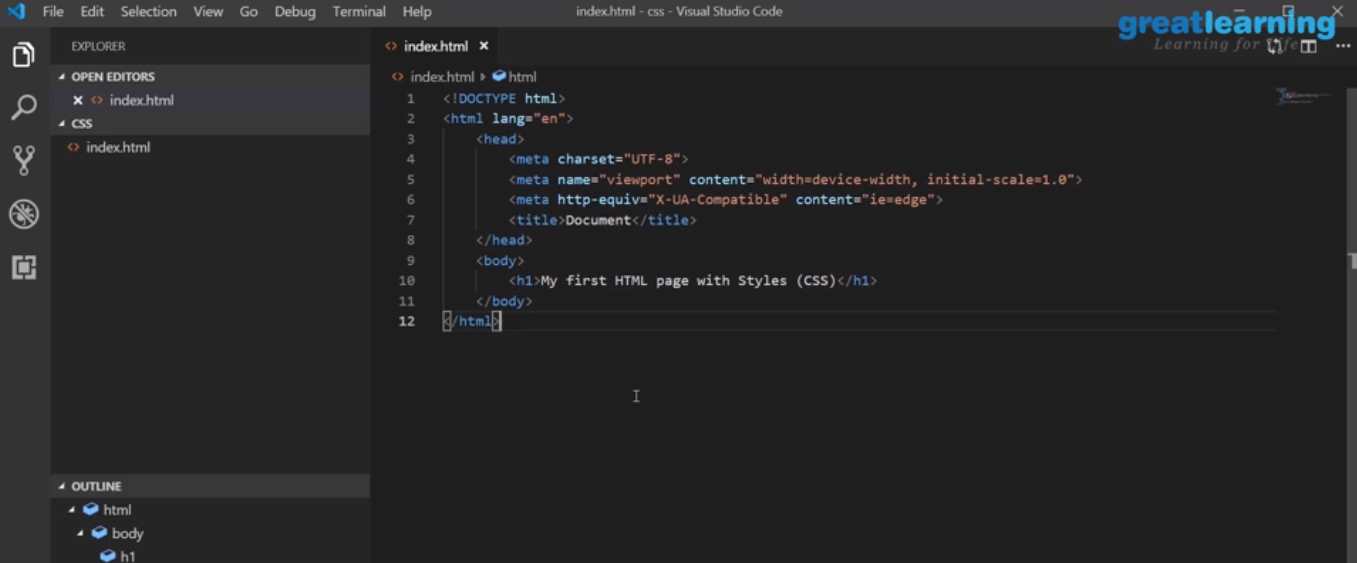 File Edit Selection View Go Debug Terminal Help index.html - css - Visual Studio Code
greatlearning
Learning for Life
EXPLORER
OPEN EDITORS
index.html
CSS
index.html
OUTLINE
html
body
h1
index.html
index.html html
1 <!DOCTYPE html>
2 <html lang="en">
3 <head>
4 <meta charset="UTF-8">
5 <meta name="viewport" content="width=device-width, initial-scale=1.0">
6 <meta http-equiv="X-UA-Compatible" content="ie=edge">
7 <title>Document</title>
8 </head>
9 <body>
10 <h1>My first HTML page with Styles (CSS)</h1>
11 </body>
12 </html>